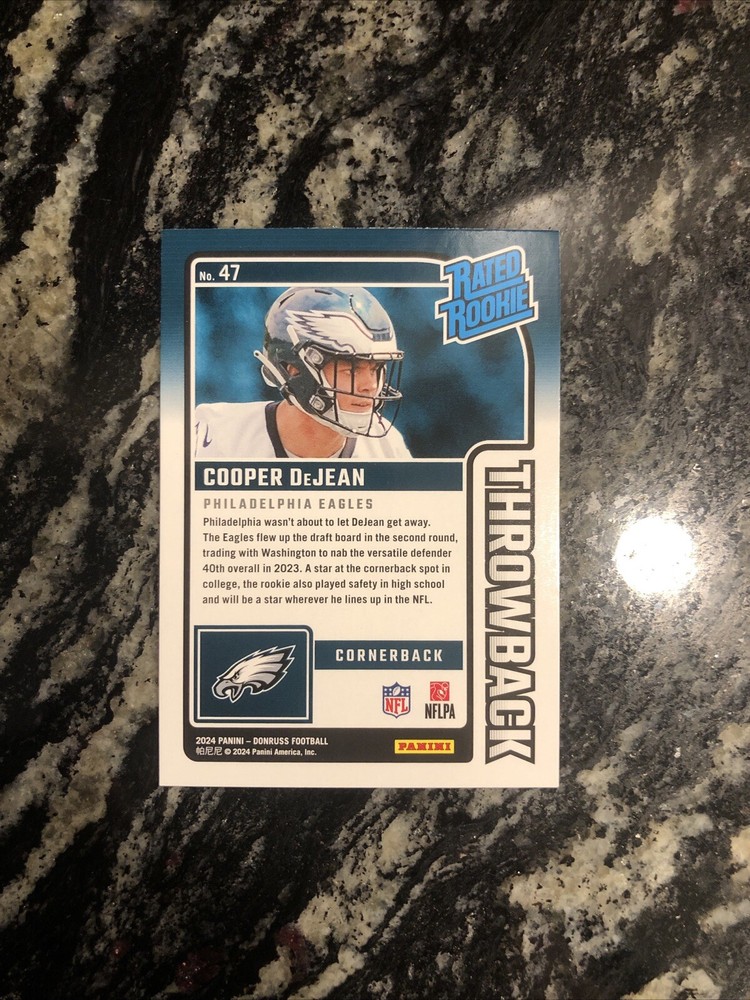 No. 47
RATED
ROOKIE
COOPER DeJEAN
PHILADELPHIA EAGLES
Philadelphia wasn't about to let DeJean get away.
The Eagles flew up the draft board in the second round,
trading with Washington to nab the versatile defender
40th overall in 2023. A star at the cornerback spot in
college, the rookie also played safety in high school
and will be a star wherever he lines up in the NFL.
THROWBACK
CORNERBACK
NFL
NFLPA
2024 PANINI – DONRUSS FOOTBALL
帕尼尼 © 2024 Panini America, Inc.
PANINI